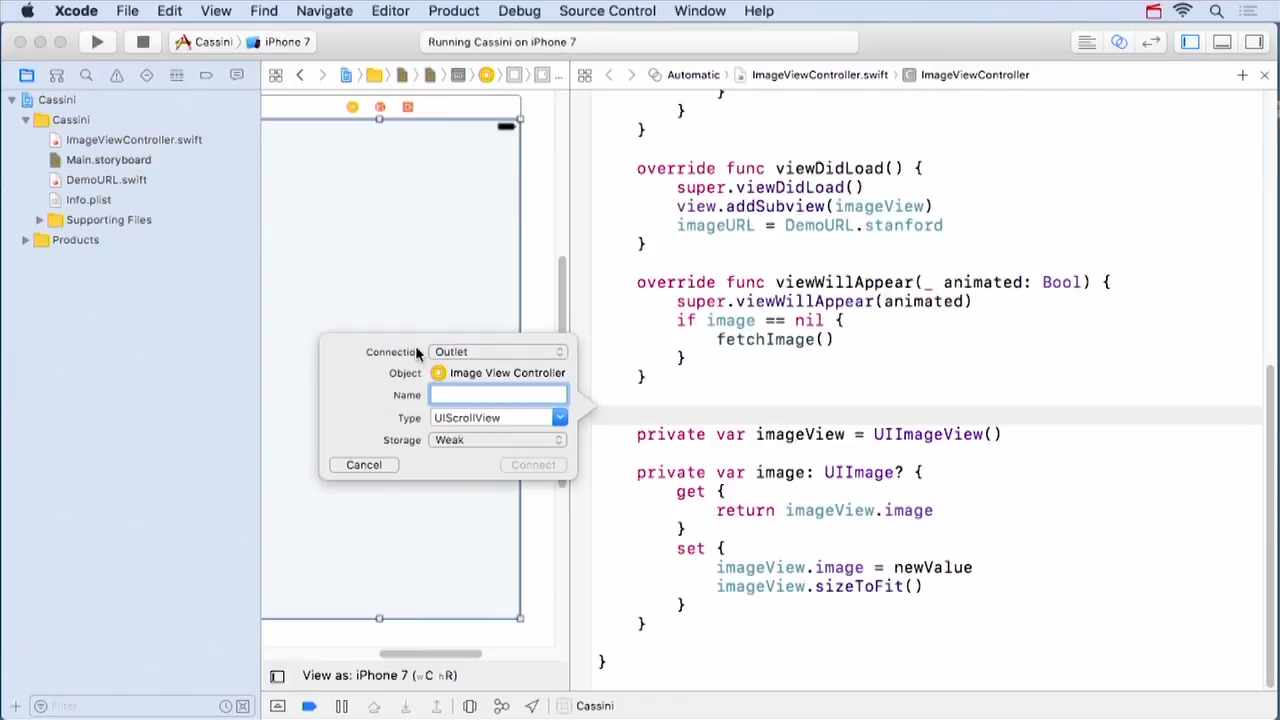 Xcode File Edit View Find Navigate Editor Product Debug Source Control Window Help
Cassini iPhone 7
Running Cassini on iPhone 7
Cassini
Cassini
ImageViewController.swift
Main.storyboard
DemoURL.swift
Info.plist
Supporting Files
Products
Filter
...
Connection Outlet
Object Image View Controller
Name
Type UIScrollView
Storage Weak
Cancel Connect
View as: iPhone 7 (wC hR)
Automatic ImageViewController.swift ImageViewController
}
}
}
override func viewDidLoad() {
super.viewDidLoad()
view.addSubview(imageView)
imageURL = DemoURL.stanford
}
override func viewWillAppear(_ animated: Bool) {
super.viewWillAppear(animated)
if image == nil {
fetchImage()
}
}
private var imageView = UIImageView()
private var image: UIImage? {
get {
return imageView.image
}
set {
imageView.image = newValue
imageView.sizeToFit()
}
}
}
Cassini